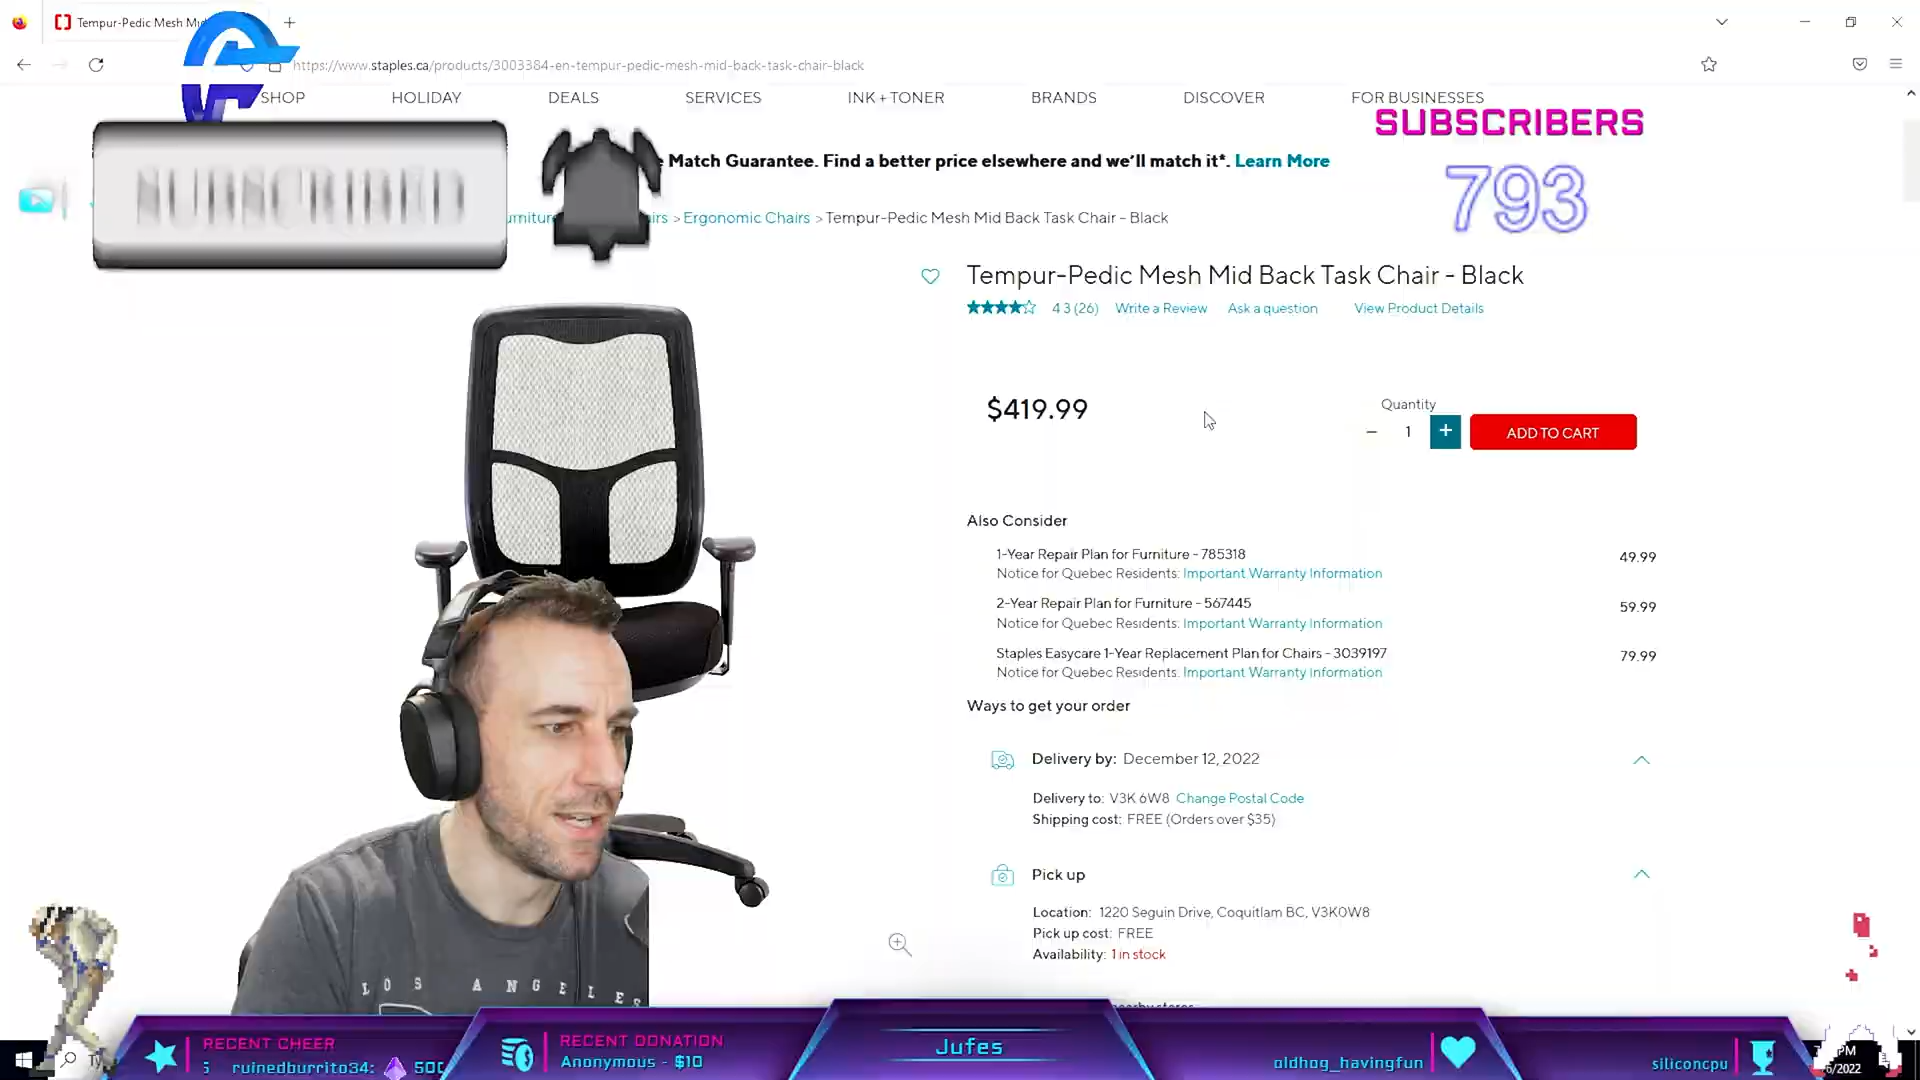 Tempur-Pedic Mesh Mid
https://www.staples.ca/products/3003384-en-tempur-pedic-mesh-mid-back-task-chair-black
SHOP HOLIDAY DEALS SERVICES INK + TONER BRANDS DISCOVER FOR BUSINESSES
SUBSCRIBERS
793
Match Guarantee. Find a better price elsewhere and we'll match it*. Learn More
> Ergonomic Chairs > Tempur-Pedic Mesh Mid Back Task Chair - Black
Tempur-Pedic Mesh Mid Back Task Chair - Black
4.3 (26) Write a Review Ask a question View Product Details
$419.99
Quantity
− 1 + ADD TO CART
Also Consider
1-Year Repair Plan for Furniture - 785318 49.99
Notice for Quebec Residents: Important Warranty Information
2-Year Repair Plan for Furniture - 567445 59.99
Notice for Quebec Residents: Important Warranty Information
Staples Easycare 1-Year Replacement Plan for Chairs - 3039197 79.99
Notice for Quebec Residents: Important Warranty Information
Ways to get your order
Delivery by: December 12, 2022
Delivery to: V3K 6W8 Change Postal Code
Shipping cost: FREE (Orders over $35)
Pick up
Location: 1220 Seguin Drive, Coquitlam BC, V3K0W8
Pick up cost: FREE
Availability: 1 in stock
LOS ANGELES
RECENT CHEER
ruinedburrito34: 500
RECENT DONATION
Anonymous - $10
Jufes
oldhog_havingfun
siliconcpu
PM
6/2022